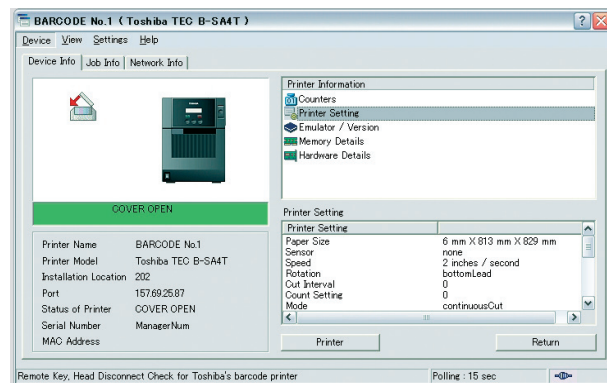 BARCODE No.1 ( Toshiba TEC B-SA4T )
Device View Settings Help
Device Info Job Info Network Info
COVER OPEN
Printer Name BARCODE No.1
Printer Model Toshiba TEC B-SA4T
Installation Location 202
Port 157.69.25.87
Status of Printer COVER OPEN
Serial Number ManagerNum
MAC Address
Printer Information
Counters
Printer Setting
Emulator / Version
Memory Details
Hardware Details
Printer Setting
Printer Setting
Paper Size 6 mm X 813 mm X 829 mm
Sensor none
Speed 2 inches / second
Rotation bottomLead
Cut Interval 0
Count Setting 0
Mode continuousCut
Printer Return
Remote Key, Head Disconnect Check for Toshiba's barcode printer Polling : 15 sec